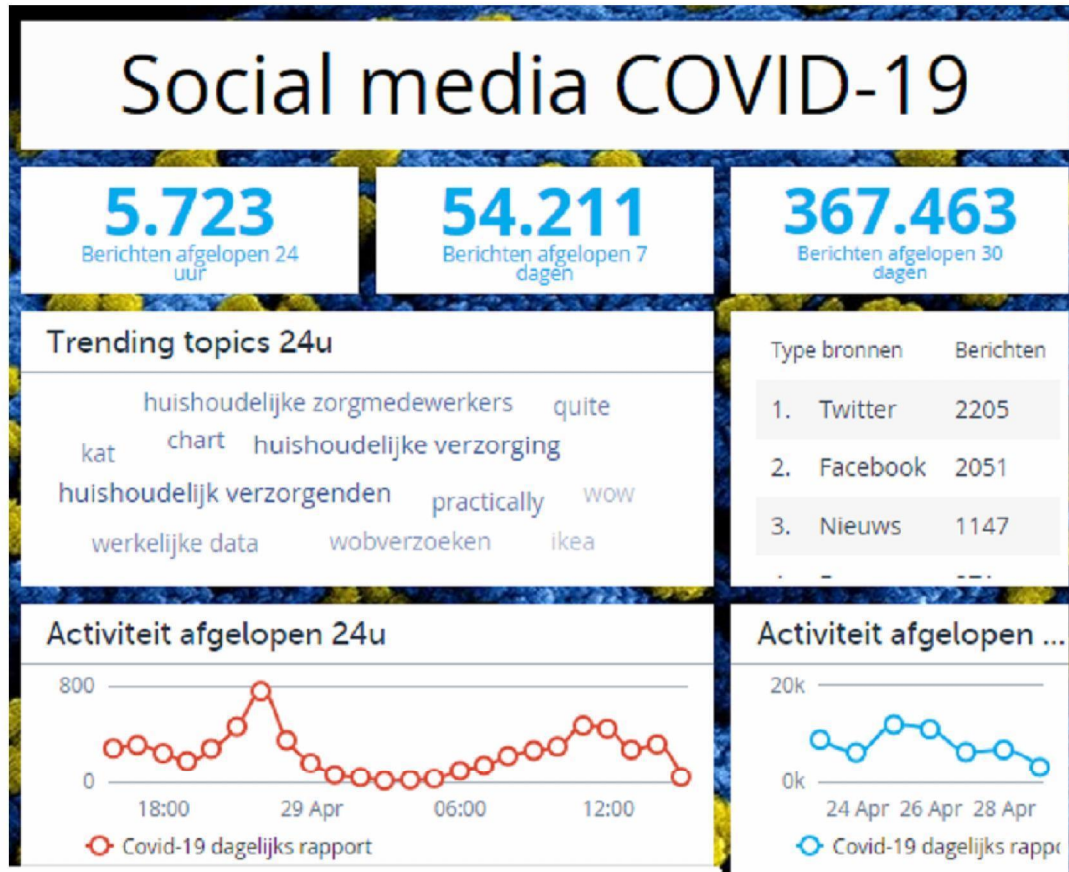 Social media COVID-19
5.723
Berichten afgelopen 24
uur
54.211
Berichten afgelopen 7
dagen
367.463
Berichten afgelopen 30
dagen
Trending topics 24u
huishoudelijke zorgmedewerkers quite
kat chart huishoudelijke verzorging
huishoudelijk verzorgenden practically wow
werkelijke data wobverzoeken ikea
Type bronnen Berichten
1. Twitter 2205
2. Facebook 2051
3. Nieuws 1147
Activiteit afgelopen 24u
800
0
18:00 29 Apr 06:00 12:00
Covid-19 dagelijks rapport
Activiteit afgelopen ...
20k
0k
24 Apr 26 Apr 28 Apr
Covid-19 dagelijks